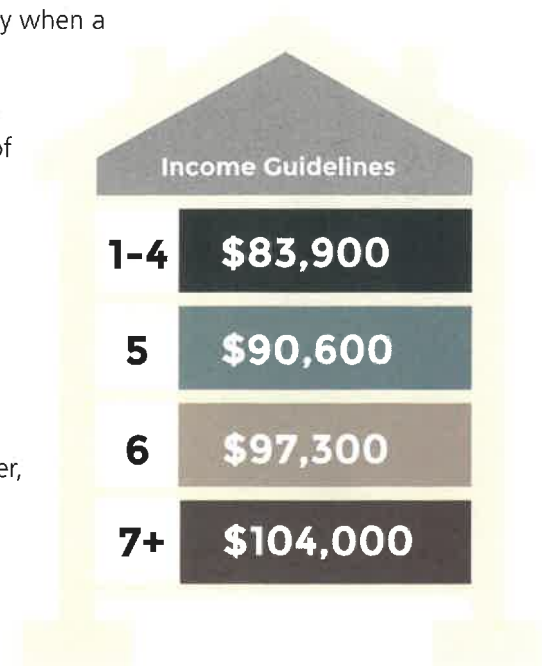 y when a
of
er,
Income Guidelines
1-4 $83,900
5 $90,600
6 $97,300
7+ $104,000